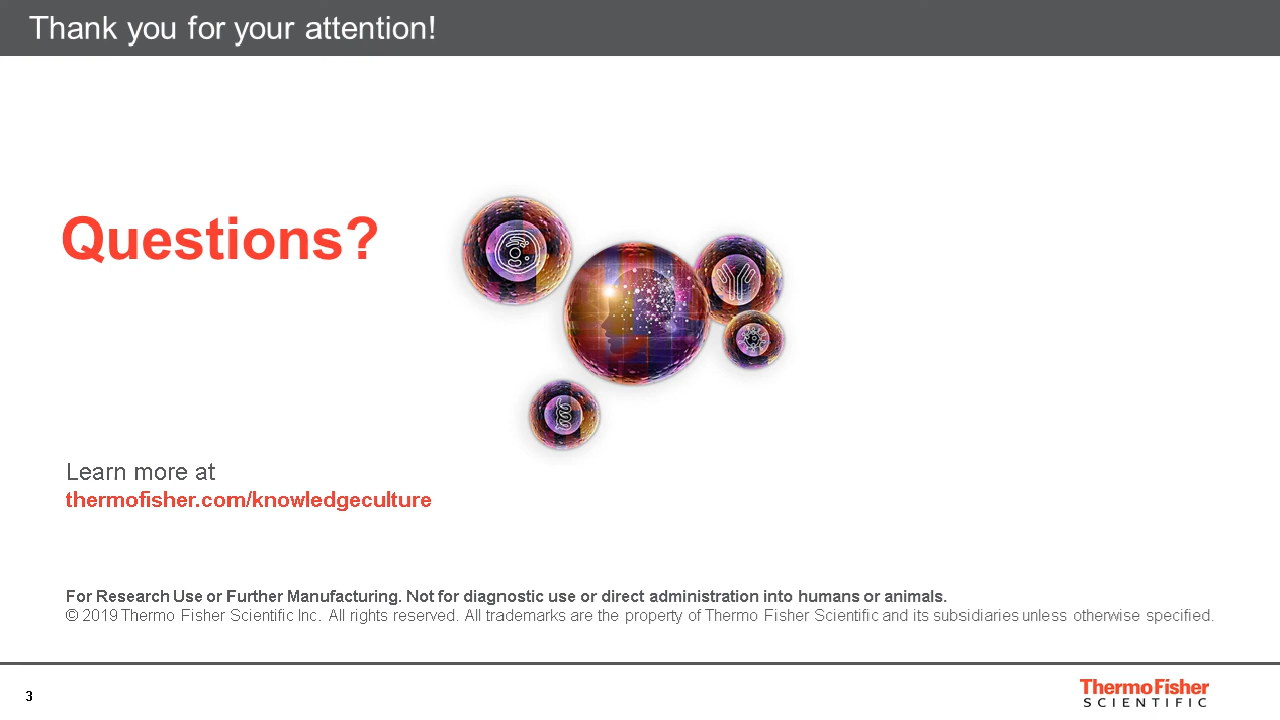 Thank you for your attention!
Questions?
Learn more at
thermofisher.com/knowledgeculture
For Research Use or Further Manufacturing. Not for diagnostic use or direct administration into humans or animals.
© 2019 Thermo Fisher Scientific Inc. All rights reserved. All trademarks are the property of Thermo Fisher Scientific and its subsidiaries unless otherwise specified.
3
ThermoFisher
SCIENTIFIC